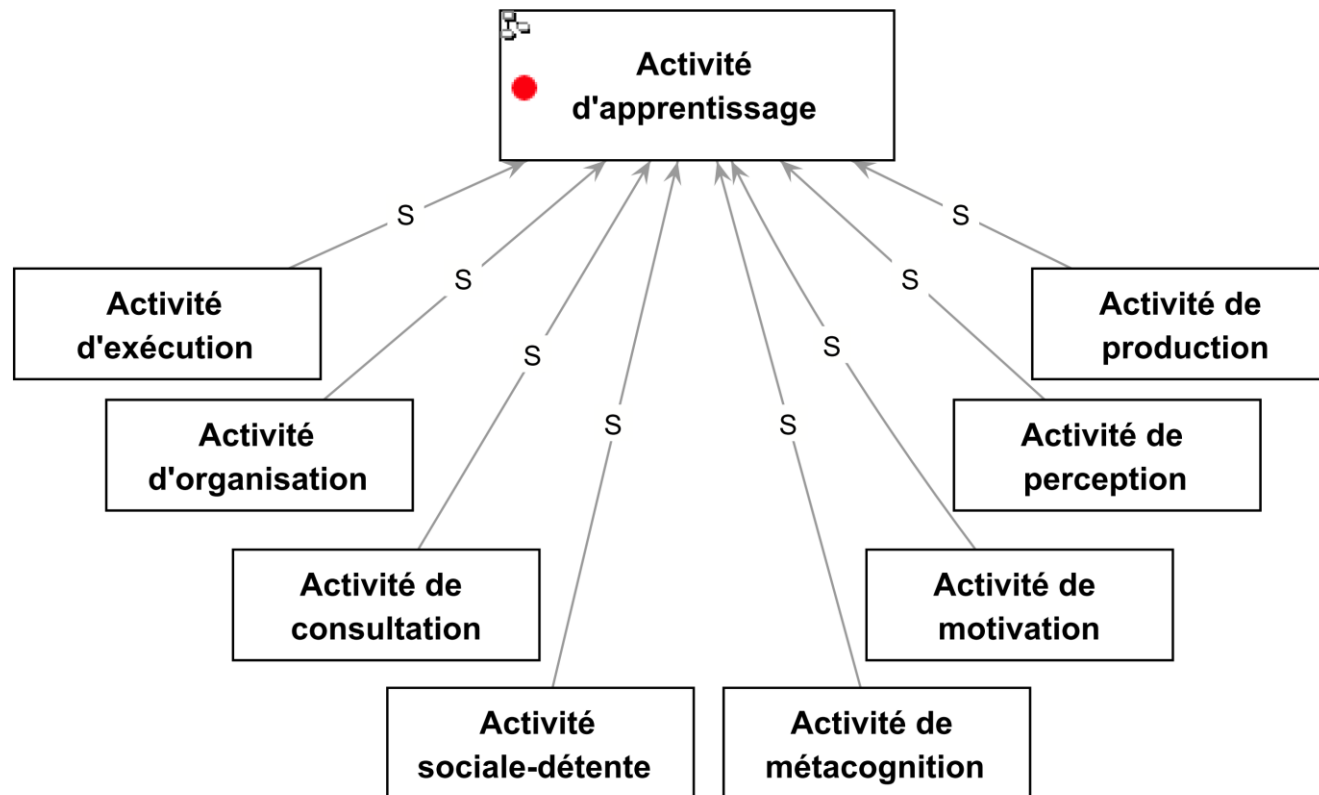 Activité
d'apprentissage
S
S
S
S
S
S
S
S
Activité
d'exécution
Activité de
production
Activité
d'organisation
Activité de
perception
Activité de
consultation
Activité de
motivation
Activité
sociale-détente
Activité de
métacognition